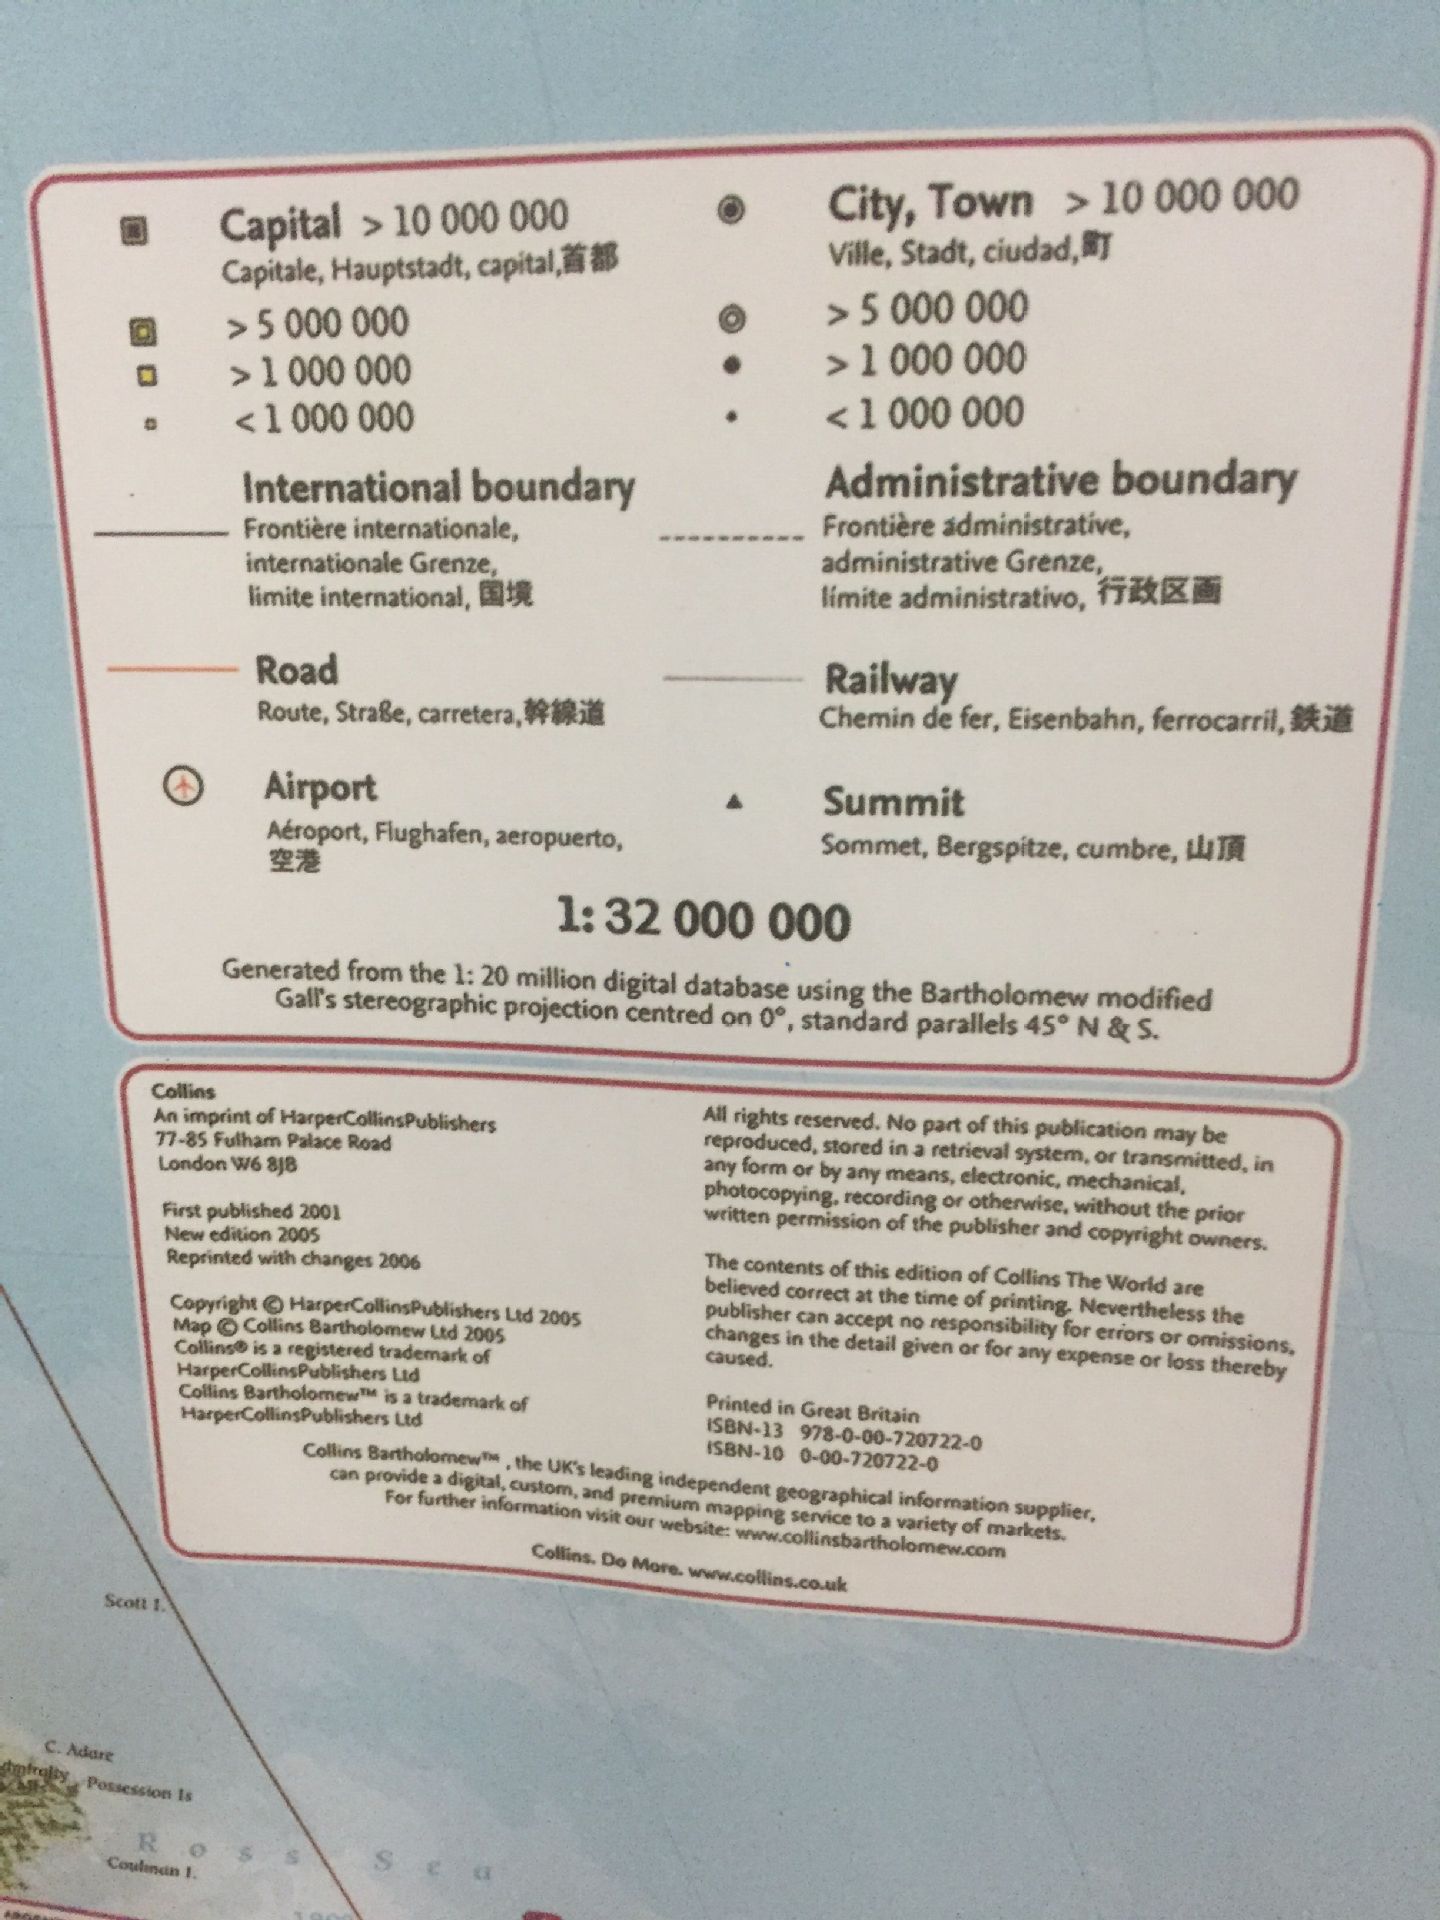 Capital > 10 000 000
Capitale, Hauptstadt, capital,首都
> 5 000 000
> 1 000 000
< 1 000 000
City, Town > 10 000 000
Ville, Stadt, ciudad,町
> 5 000 000
> 1 000 000
< 1 000 000
International boundary
Frontière internationale,
internationale Grenze,
limite international, 国境
Administrative boundary
Frontière administrative,
administrative Grenze,
límite administrativo, 行政区画
Road
Route, Straße, carretera,幹線道
Railway
Chemin de fer, Eisenbahn, ferrocarril, 鉄道
Airport
Aéroport, Flughafen, aeropuerto,
空港
Summit
Sommet, Bergspitze, cumbre, 山頂
1: 32 000 000
Generated from the 1: 20 million digital database using the Bartholomew modified
Gall's stereographic projection centred on 0°, standard parallels 45° N & S.
Collins
An imprint of HarperCollinsPublishers
77-85 Fulham Palace Road
London W6 8JB
First published 2001
New edition 2005
Reprinted with changes 2006
Copyright © HarperCollinsPublishers Ltd 2005
Map © Collins Bartholomew Ltd 2005
Collins® is a registered trademark of
HarperCollinsPublishers Ltd
Collins Bartholomew™ is a trademark of
HarperCollinsPublishers Ltd
All rights reserved. No part of this publication may be
reproduced, stored in a retrieval system, or transmitted, in
any form or by any means, electronic, mechanical,
photocopying, recording or otherwise, without the prior
written permission of the publisher and copyright owners.
The contents of this edition of Collins The World are
believed correct at the time of printing. Nevertheless the
publisher can accept no responsibility for errors or omissions,
changes in the detail given or for any expense or loss thereby
caused.
Printed in Great Britain
ISBN-13 978-0-00-720722-0
ISBN-10 0-00-720722-0
Collins Bartholomew™ , the UK's leading independent geographical information supplier,
can provide a digital, custom, and premium mapping service to a variety of markets.
For further information visit our website: www.collinsbartholomew.com
Collins. Do More. www.collins.co.uk
Scott I.
C. Adare
Possession Is
Ross Sea
Coulman I.